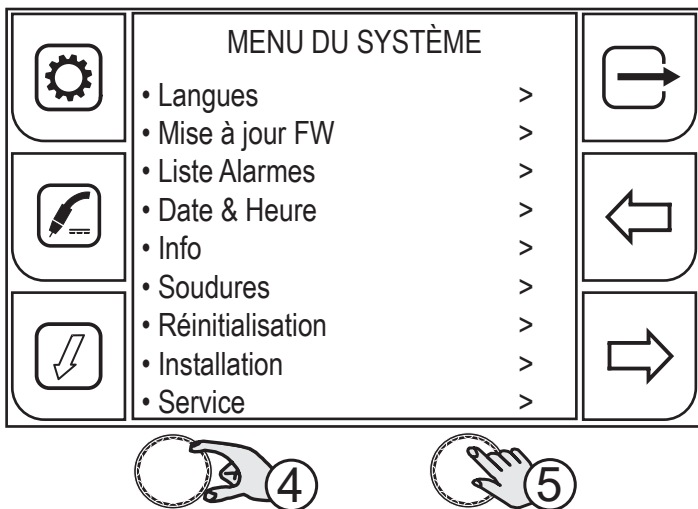 MENU DU SYSTÈME
• Langues >
• Mise à jour FW >
• Liste Alarmes >
• Date & Heure >
• Info >
• Soudures >
• Réinitialisation >
• Installation >
• Service >
4 5